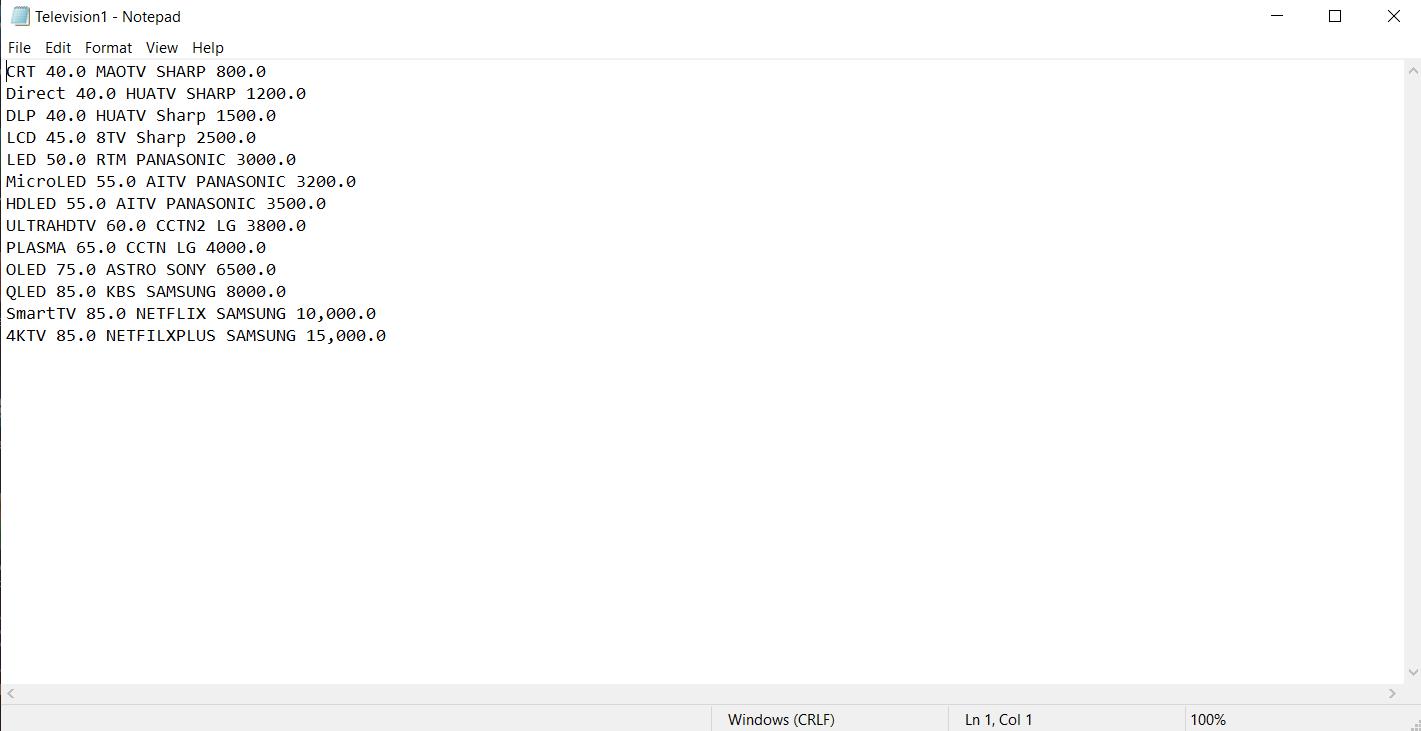 Television1 - Notepad
File Edit Format View Help
CRT 40.0 MAOTV SHARP 800.0
Direct 40.0 HUATV SHARP 1200.0
DLP 40.0 HUATV Sharp 1500.0
LCD 45.0 8TV Sharp 2500.0
LED 50.0 RTM PANASONIC 3000.0
MicroLED 55.0 AITV PANASONIC 3200.0
HDLED 55.0 AITV PANASONIC 3500.0
ULTRAHDTV 60.0 CCTN2 LG 3800.0
PLASMA 65.0 CCTN LG 4000.0
OLED 75.0 ASTRO SONY 6500.0
QLED 85.0 KBS SAMSUNG 8000.0
SmartTV 85.0 NETFLIX SAMSUNG 10,000.0
4KTV 85.0 NETFILXPLUS SAMSUNG 15,000.0
Windows (CRLF) Ln 1, Col 1 100%